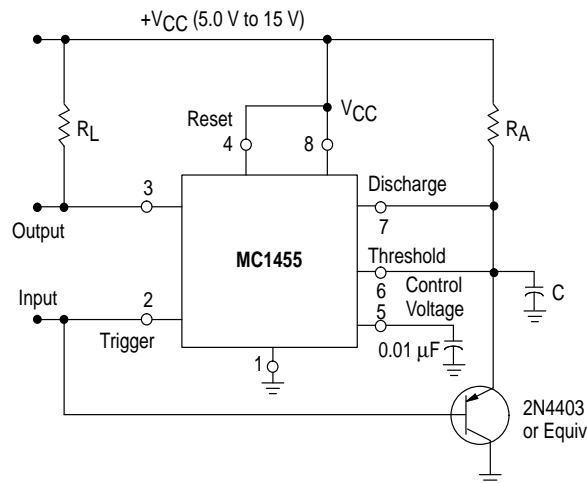 +VCC (5.0 V to 15 V)
RL
Reset
4
8
VCC
RA
3
Discharge
7
Output
MC1455
Threshold
6
Control
Voltage
5
C
Input
2
Trigger
0.01 µF
1
2N4403
or Equiv